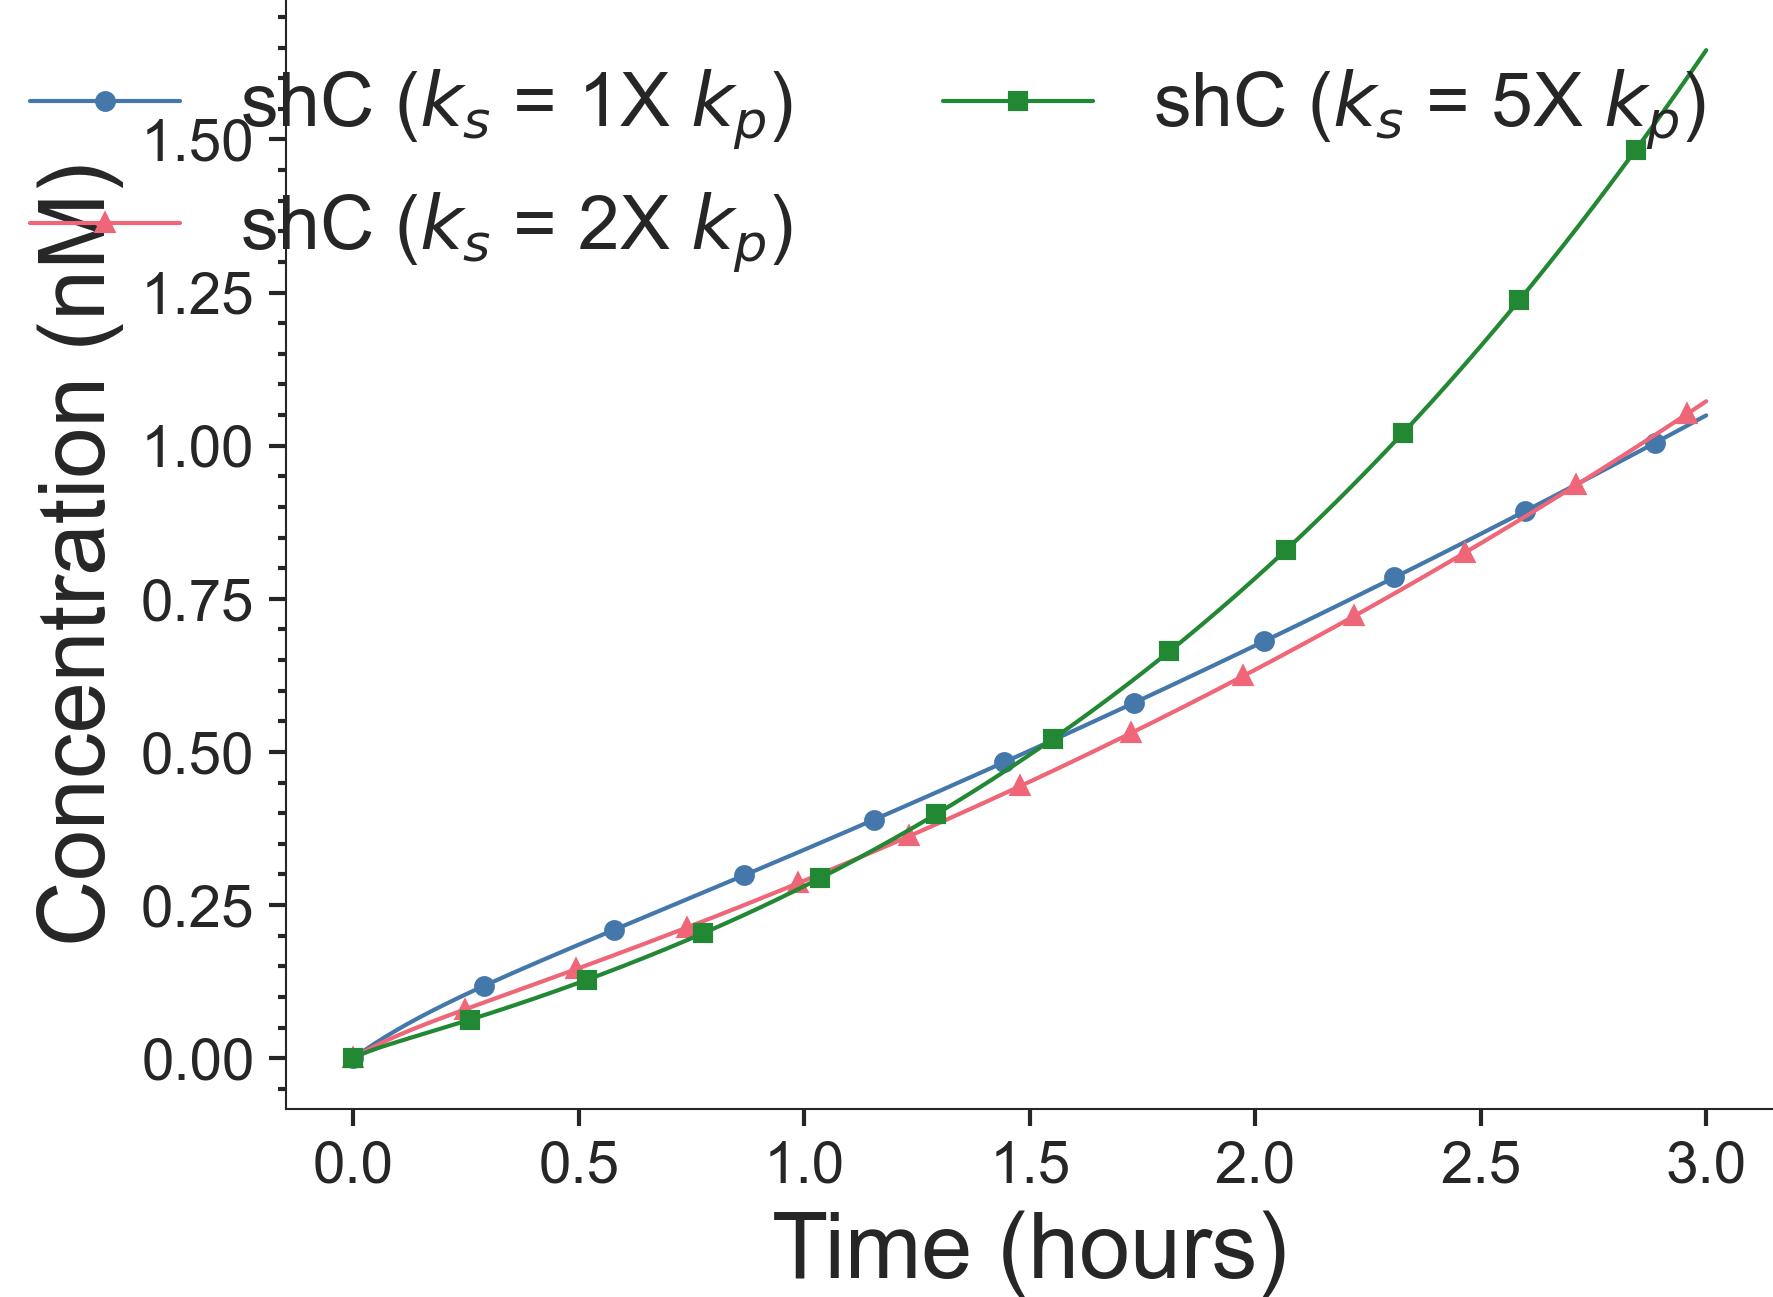 shC (kₛ = 1X kₚ)
shC (kₛ = 2X kₚ)
shC (kₛ = 5X kₚ)
Concentration (nM)
1.50
1.25
1.00
0.75
0.50
0.25
0.00
0.0 0.5 1.0 1.5 2.0 2.5 3.0
Time (hours)